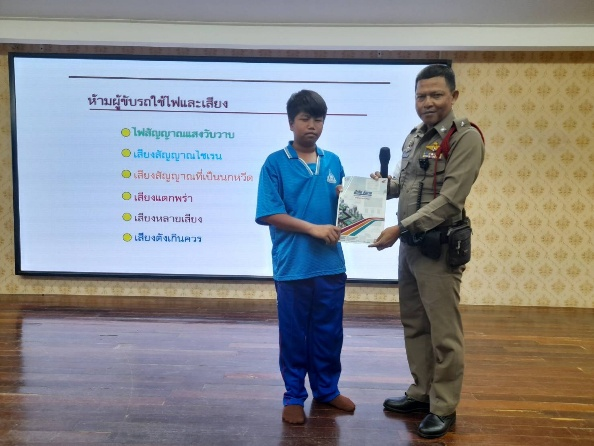 ห้ามผู้ขับรถใช้ไฟและเสียง
ไฟสัญญาณแสงวับวาบ
เสียงสัญญาณไซเรน
เสียงสัญญาณที่เป็นนกหวีด
เสียงแตกพร่า
เสียงหลายเสียง
เสียงดังเกินควร